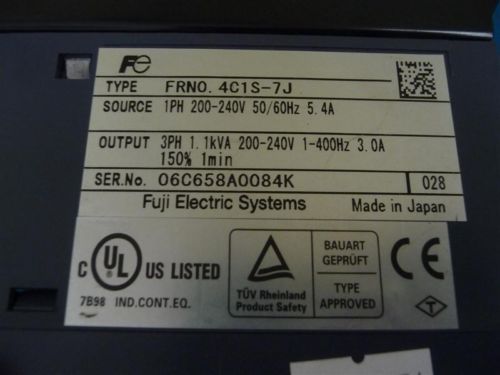 Fe
TYPE FRN0.4C1S-7J
SOURCE 1PH 200-240V 50/60Hz 5.4A
OUTPUT 3PH 1.1kVA 200-240V 1-400Hz 3.0A
150% 1min
SER.No. 06C658A0084K 028
Fuji Electric Systems Made in Japan
C UL US LISTED
7B98 IND.CONT.EQ.
TÜV Rheinland
Product Safety
BAUART
GEPRÜFT
TYPE
APPROVED
CE
T